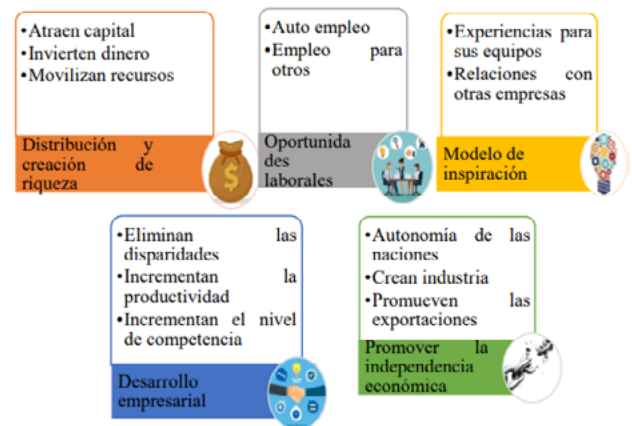 •Atraen capital
•Invierten dinero
•Movilizan recursos
Distribución y
creación de
riqueza
•Auto empleo
•Empleo para
otros
Oportunida
des
laborales
•Experiencias para
sus equipos
•Relaciones con
otras empresas
Modelo de
inspiración
•Eliminan las
disparidades
•Incrementan la
productividad
•Incrementan el nivel
de competencia
Desarrollo
empresarial
•Autonomía de las
naciones
•Crean industria
•Promueven las
exportaciones
Promover la
independencia
económica